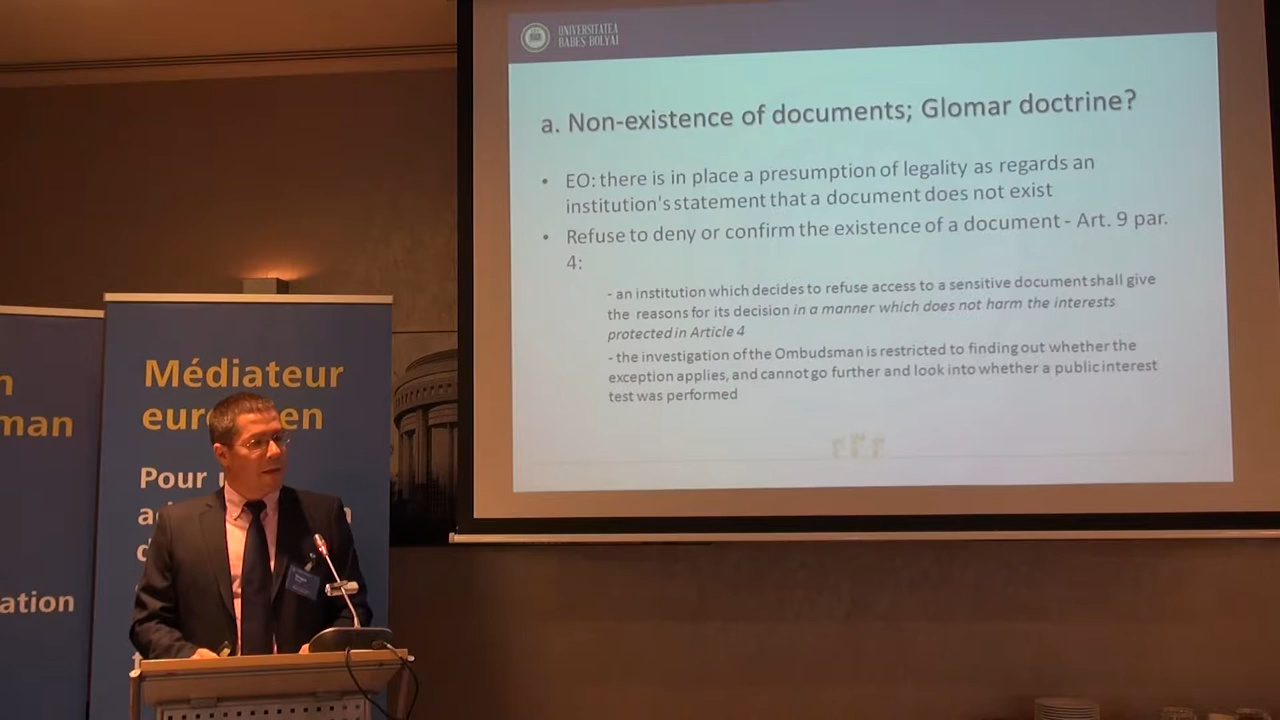 UNIVERSITATEA
BABEȘ-BOLYAI
a. Non-existence of documents; Glomar doctrine?
• EO: there is in place a presumption of legality as regards an
institution's statement that a document does not exist
• Refuse to deny or confirm the existence of a document - Art. 9 par.
4:
- an institution which decides to refuse access to a sensitive document shall give
the reasons for its decision in a manner which does not harm the interests
protected in Article 4
- the investigation of the Ombudsman is restricted to finding out whether the
exception applies, and cannot go further and look into whether a public interest
test was performed
Médiateur
Pour
man
ation